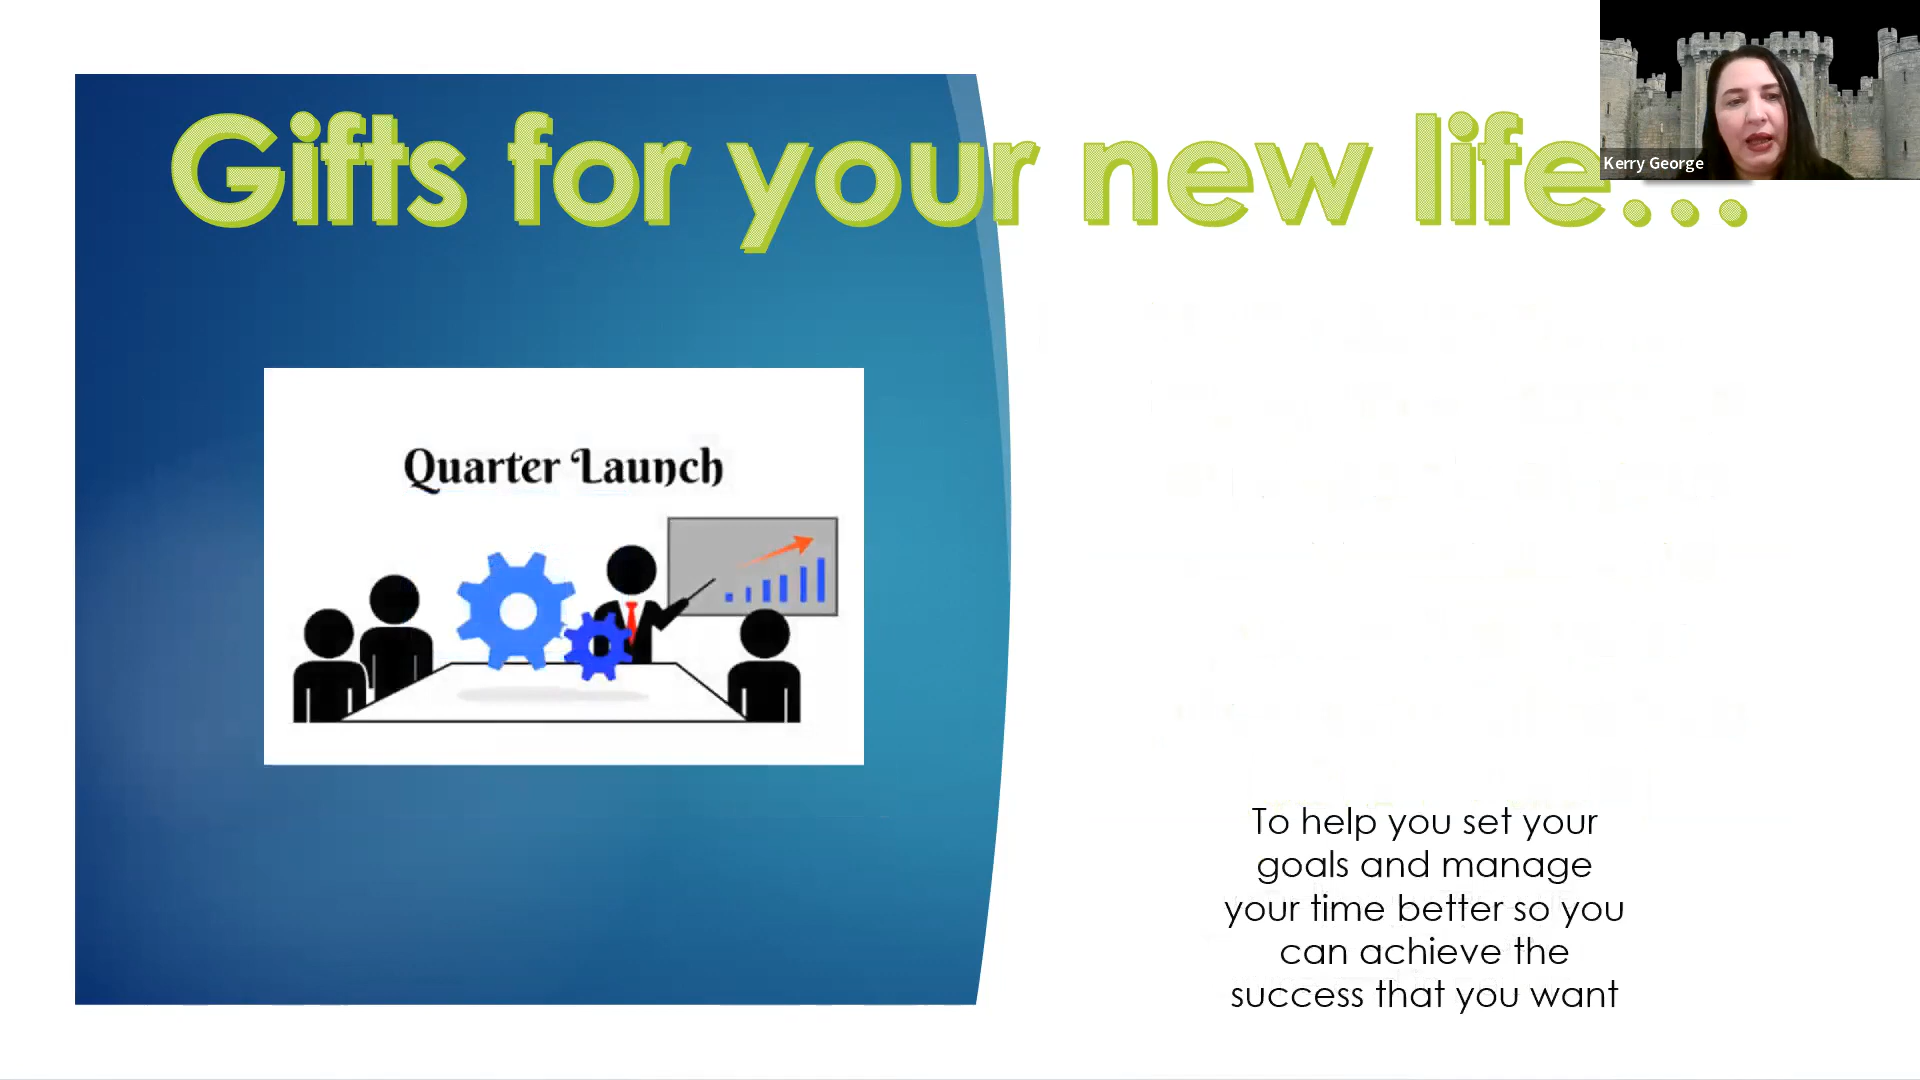 Gifts for your new life...
Kerry George
Quarter Launch
To help you set your
goals and manage
your time better so you
can achieve the
success that you want